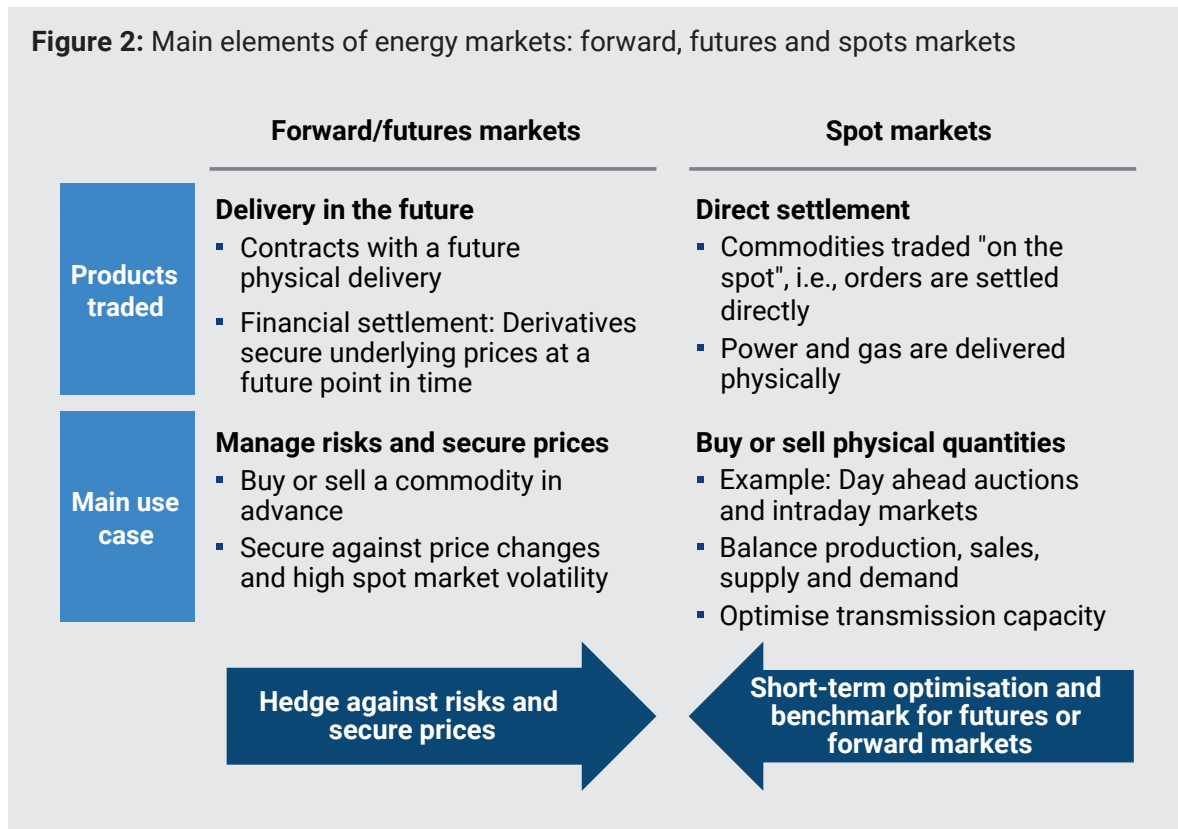 Figure 2: Main elements of energy markets: forward, futures and spots markets
Forward/futures markets
Spot markets
Products
traded
Delivery in the future
▪ Contracts with a future
physical delivery
▪ Financial settlement: Derivatives
secure underlying prices at a
future point in time
Direct settlement
▪ Commodities traded "on the
spot", i.e., orders are settled
directly
▪ Power and gas are delivered
physically
Main use
case
Manage risks and secure prices
▪ Buy or sell a commodity in
advance
▪ Secure against price changes
and high spot market volatility
Buy or sell physical quantities
▪ Example: Day ahead auctions
and intraday markets
▪ Balance production, sales,
supply and demand
▪ Optimise transmission capacity
Hedge against risks and
secure prices
Short-term optimisation and
benchmark for futures or
forward markets